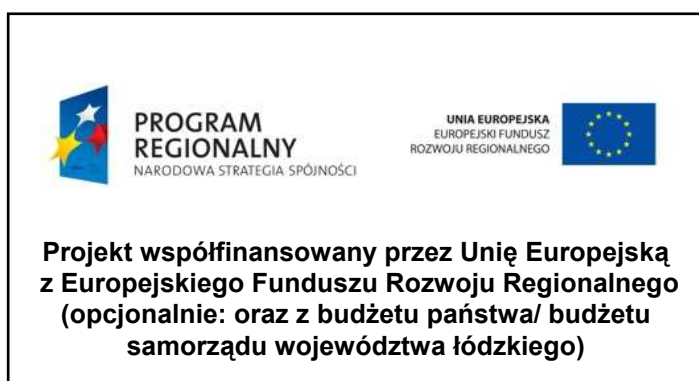 PROGRAM
REGIONALNY
NARODOWA STRATEGIA SPÓJNOŚCI
UNIA EUROPEJSKA
EUROPEJSKI FUNDUSZ
ROZWOJU REGIONALNEGO
Projekt współfinansowany przez Unię Europejską
z Europejskiego Funduszu Rozwoju Regionalnego
(opcjonalnie: oraz z budżetu państwa/ budżetu
samorządu województwa łódzkiego)